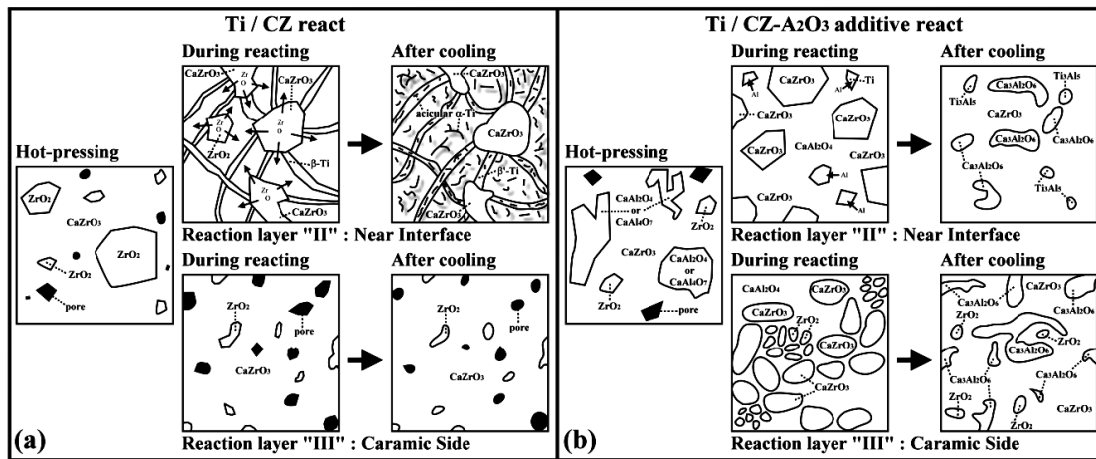 Ti / CZ react
Hot-pressing
ZrO2
CaZrO3
ZrO2
ZrO2
pore
During reacting
CaZrO3
Zr
O
CaZrO3
Zr
O
Zr
O
ZrO2
β-Ti
Zr
O
CaZrO3
After cooling
CaZrO3
acicular α-Ti
CaZrO3
β'-Ti
CaZrO3
Reaction layer "II" : Near Interface
During reacting
ZrO2
pore
CaZrO3
After cooling
ZrO2
pore
CaZrO3
Reaction layer "III" : Caramic Side
(a)
Ti / CZ-A2O3 additive react
Hot-pressing
CaAl2O4
or
CaAl4O7
ZrO2
CaZrO3
CaAl2O4
or
CaAl4O7
ZrO2
pore
During reacting
CaZrO3
Ti
Al
Al
CaZrO3
CaZrO3
CaZrO3
CaAl2O4
CaZrO3
Al
Al
After cooling
Ti3Al5
Ca3Al2O6
Ti3Al5
CaZrO3
Ca3Al2O6
Ca3Al2O6
Ca3Al2O6
Ti3Al5
Reaction layer "II" : Near Interface
During reacting
CaAl2O4
CaZrO3
CaZrO3
ZrO2
CaZrO3
CaZrO3
After cooling
CaZrO3
Ca3Al2O6
Ca3Al2O6
ZrO2
ZrO2
Ca3Al2O6
Ca3Al2O6
Ca3Al2O6
Ca3Al2O6
ZrO2
CaZrO3
ZrO2
Reaction layer "III" : Caramic Side
(b)